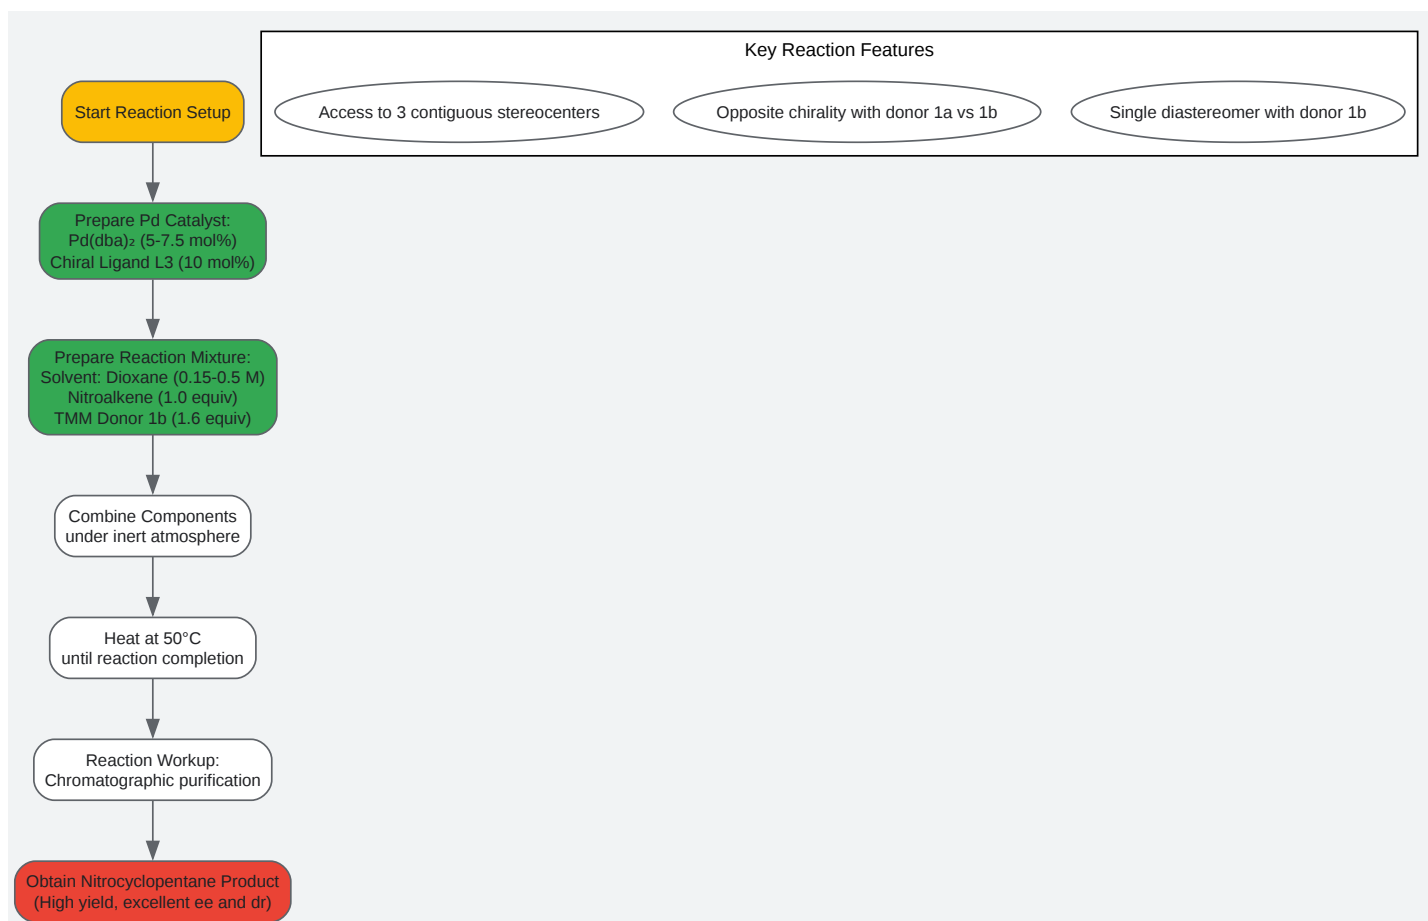 Key Reaction Features
Access to 3 contiguous stereocenters
Opposite chirality with donor 1a vs 1b
Single diastereomer with donor 1b
Start Reaction Setup
Prepare Pd Catalyst:
Pd(dba)₂ (5-7.5 mol%)
Chiral Ligand L3 (10 mol%)
Prepare Reaction Mixture:
Solvent: Dioxane (0.15-0.5 M)
Nitroalkene (1.0 equiv)
TMM Donor 1b (1.6 equiv)
Combine Components
under inert atmosphere
Heat at 50°C
until reaction completion
Reaction Workup:
Chromatographic purification
Obtain Nitrocyclopentane Product
(High yield, excellent ee and dr)